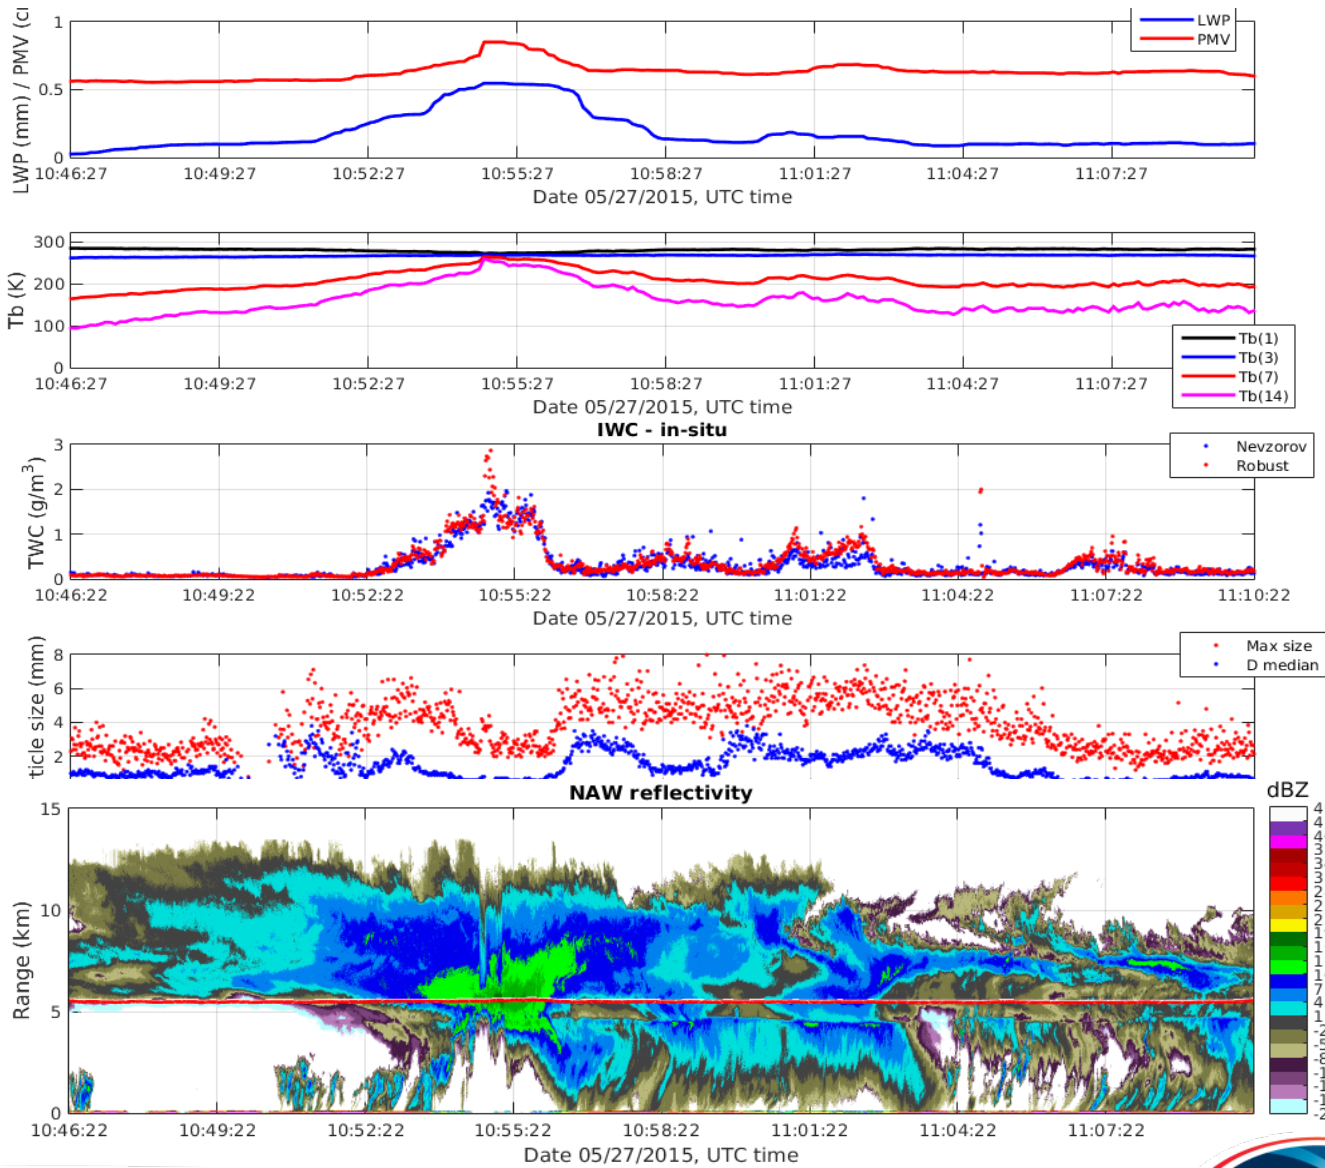 LWP (mm) / PMV (c
1
0.5
0
LWP
PMV
10:46:27 10:49:27 10:52:27 10:55:27 10:58:27 11:01:27 11:04:27 11:07:27
Date 05/27/2015, UTC time
Tb (K)
300
200
100
0
Tb(1)
Tb(3)
Tb(7)
Tb(14)
10:46:27 10:49:27 10:52:27 10:55:27 10:58:27 11:01:27 11:04:27 11:07:27
Date 05/27/2015, UTC time
IWC - in-situ
TWC (g/m³)
3
2
1
0
Nevzorov
Robust
10:46:22 10:49:22 10:52:22 10:55:22 10:58:22 11:01:22 11:04:22 11:07:22 11:10:22
Date 05/27/2015, UTC time
ticle size (mm)
8
6
4
2
Max size
D median
NAW reflectivity
dBZ
Range (km)
15
10
5
0
10:46:22 10:49:22 10:52:22 10:55:22 10:58:22 11:01:22 11:04:22 11:07:22
Date 05/27/2015, UTC time